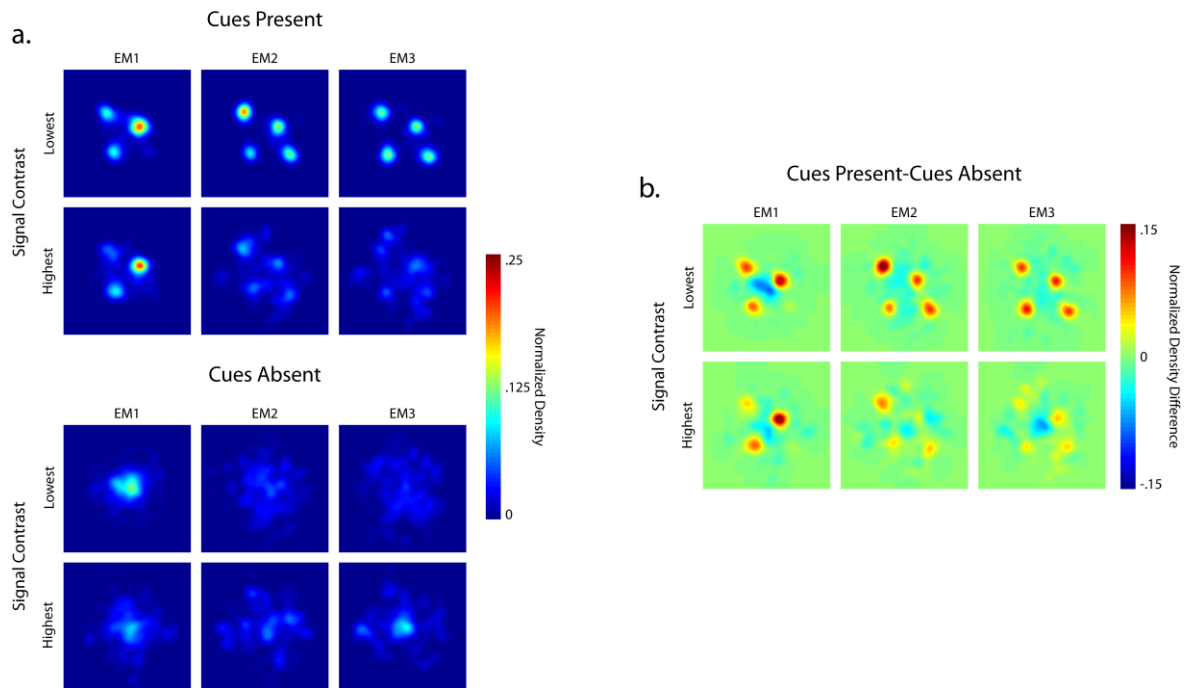 a.
Cues Present
EM1 EM2 EM3
Signal Contrast
Lowest
Highest
.25
.125
0
Normalized Density
Cues Absent
EM1 EM2 EM3
Signal Contrast
Lowest
Highest
b.
Cues Present-Cues Absent
EM1 EM2 EM3
Signal Contrast
Lowest
Highest
.15
0
-.15
Normalized Density Difference